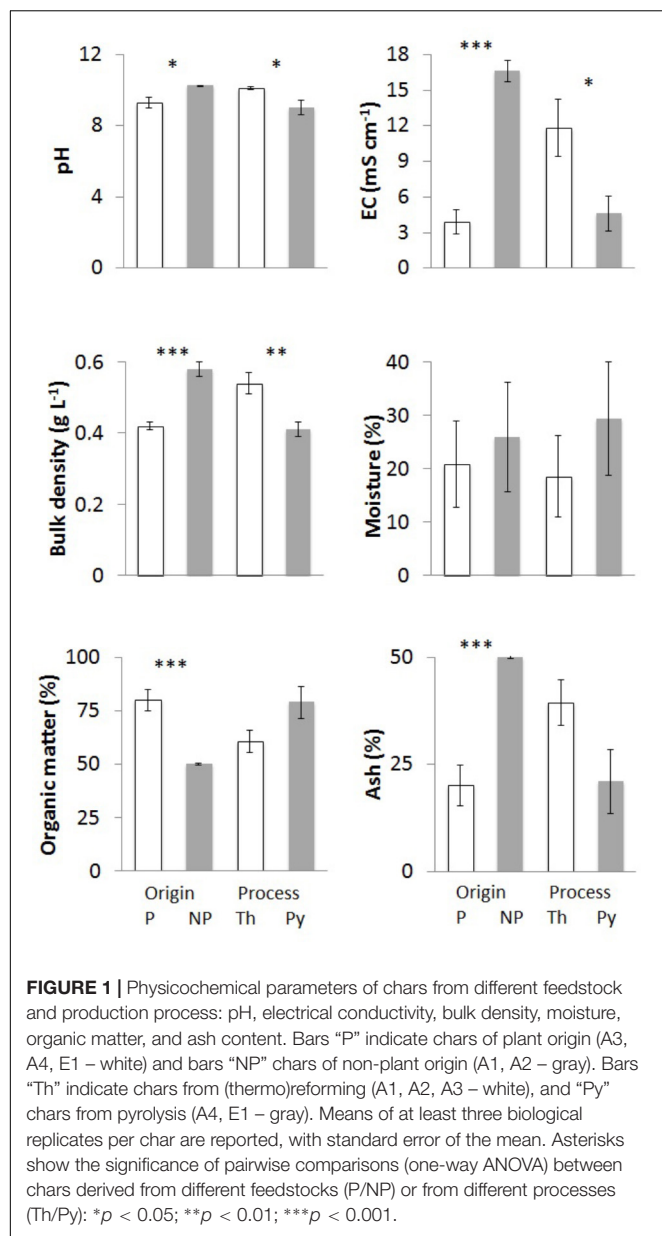 * *
pH
12
8
4
0
*** *
EC (mS cm⁻¹)
18
15
12
9
6
3
0
*** **
Bulk density (g L⁻¹)
0.6
0.4
0.2
0
Moisture (%)
40
30
20
10
0
***
Organic matter (%)
100
75
50
25
0
Origin Process
P NP Th Py
***
Ash (%)
50
25
0
Origin Process
P NP Th Py
FIGURE 1 | Physicochemical parameters of chars from different feedstock
and production process: pH, electrical conductivity, bulk density, moisture,
organic matter, and ash content. Bars “P” indicate chars of plant origin (A3,
A4, E1 – white) and bars “NP” chars of non-plant origin (A1, A2 – gray). Bars
“Th” indicate chars from (thermo)reforming (A1, A2, A3 – white), and “Py”
chars from pyrolysis (A4, E1 – gray). Means of at least three biological
replicates per char are reported, with standard error of the mean. Asterisks
show the significance of pairwise comparisons (one-way ANOVA) between
chars derived from different feedstocks (P/NP) or from different processes
(Th/Py): *p < 0.05; **p < 0.01; ***p < 0.001.